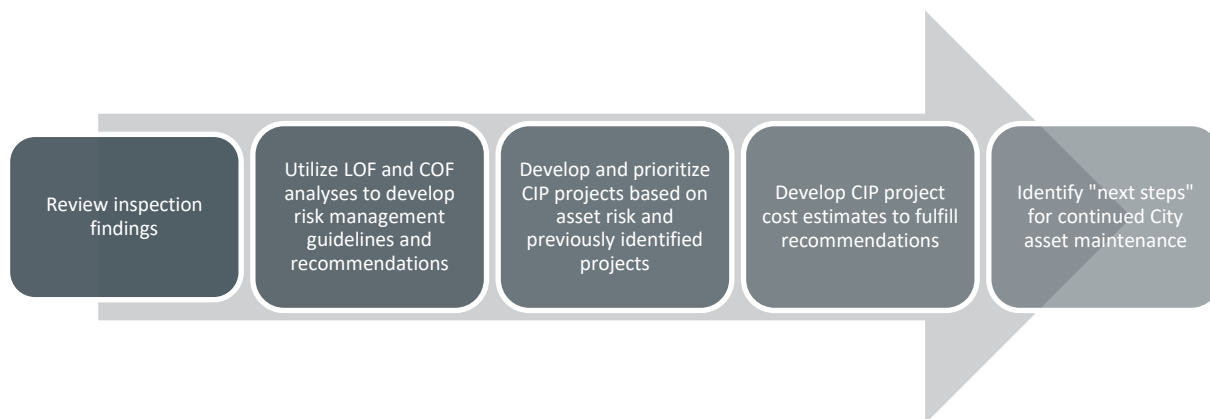 Review inspection
findings
Utilize LOF and COF
analyses to develop
risk management
guidelines and
recommendations
Develop and prioritize
CIP projects based on
asset risk and
previously identified
projects
Develop CIP project
cost estimates to fulfill
recommendations
Identify "next steps"
for continued City
asset maintenance